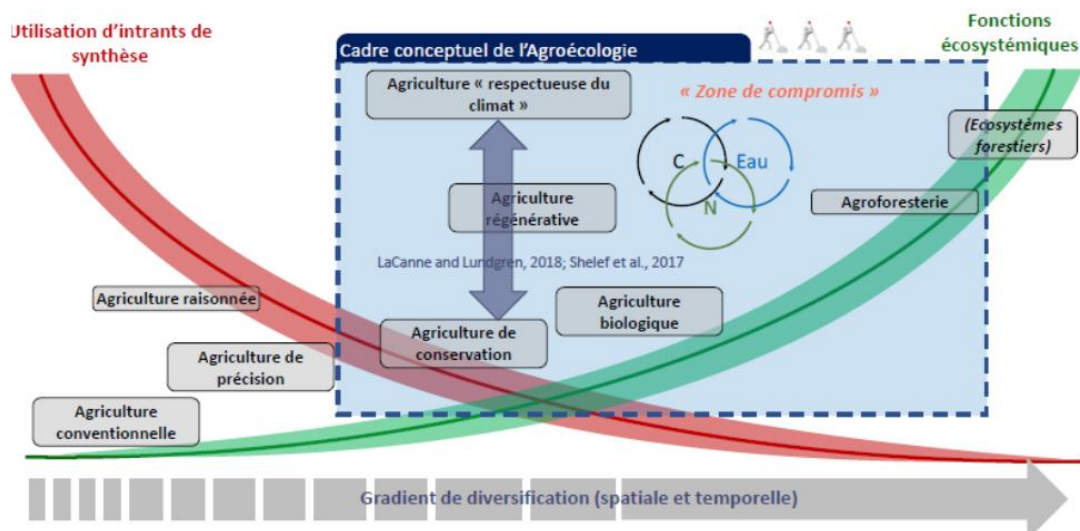 Utilisation d’intrants de
synthèse
Fonctions
écosystémiques
Cadre conceptuel de l’Agroécologie
Agriculture « respectueuse du
climat »
« Zone de compromis »
(Ecosystèmes
forestiers)
C
Eau
N
Agriculture
régénérative
Agroforesterie
LaCanne and Lundgren, 2018; Shelef et al., 2017
Agriculture raisonnée
Agriculture
biologique
Agriculture de
conservation
Agriculture de
précision
Agriculture
conventionnelle
Gradient de diversification (spatiale et temporelle)